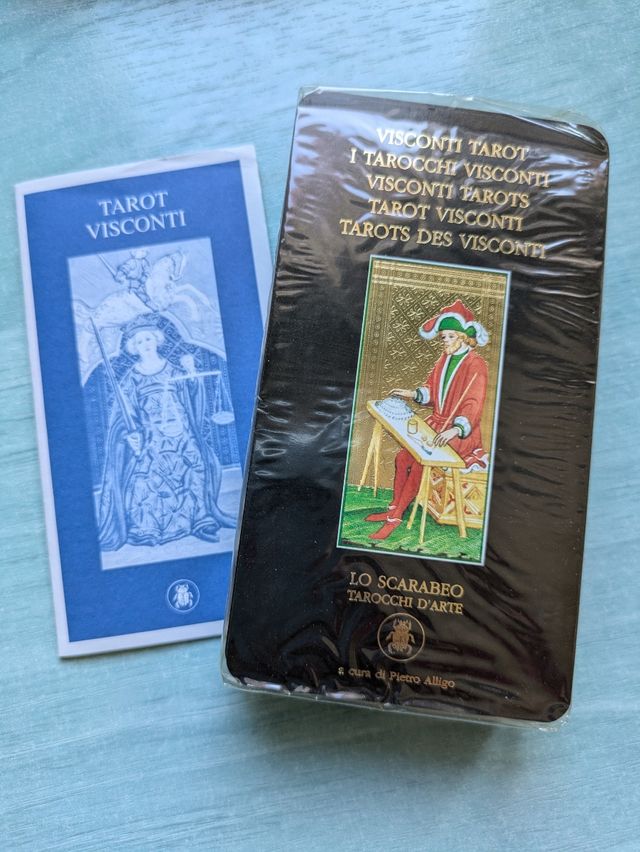 TAROT
VISCONTI
VISCONTI TAROT
I TAROCCHI VISCONTI
VISCONTI TAROTS
TAROT VISCONTI
TAROTS DES VISCONTI
LO SCARABEO
TAROCCHI D'ARTE
a cura di Pietro Alligo